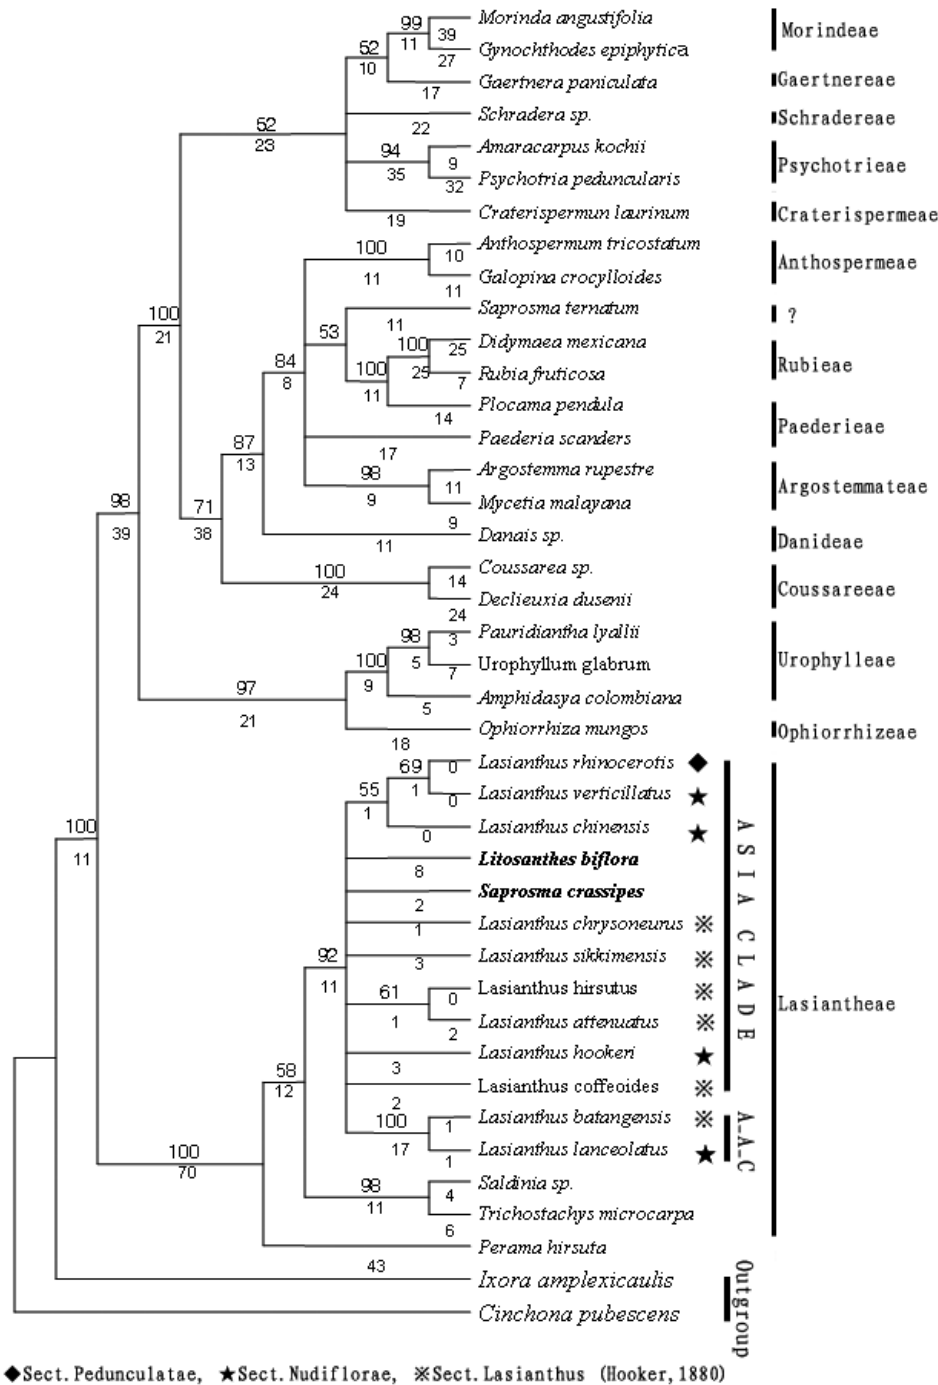 99 Morinda angustifolia
39 Morindeae
52 11 Gynochthodes epiphytica
10 27
Gaertnera paniculata Gaertnereae
17
52 Schradera sp. Schradereae
23 22
94 Amaracarpus kochii
9 Psychotrieae
35 Psychotria peduncularis
32
Craterispermun laurinum Craterispermeae
19
100 Anthospermum tricostatum
10 Anthospermeae
11 Galopina crocylloides
11
100 Saprosma ternatum ?
21 53 11
100 Didymaea mexicana
25
84 100 25 Rubia fruticosa Rubieae
8 11 7
Plocama pendula
14 Paederieae
87 Paederia scanders
13 17
98 Argostemma rupestre
11 Argostemmateae
9 Mycetia malayana
98 71 9
39 38 Danais sp. Danideae
11
100 Coussarea sp.
24 14 Coussareeae
Declieuxia dusenii
24
98 Pauridiantha lyallii
3
100 5 Urophyllum glabrum Urophylleae
9 7
97 Amphidasya colombiana
21 5
Ophiorrhiza mungos Ophiorrhizeae
18
69 Lasianthus rhinocerotis ◆
0
55 1 Lasianthus verticillatus ★
1 0
100 Lasianthus chinensis ★
11 0
Litosanthes biflora
8
Saprosma crassipes
2
Lasianthus chrysoneurus ※
1
92 Lasianthus sikkimensis ※
11 3
61 Lasianthus hirsutus ※
0
1 Lasianthus attenuatus ※
2
Lasianthus hookeri ★
3
58 Lasianthus coffeoides ※
12 2
100 Lasianthus batangensis ※
1
17 Lasianthus lanceolatus ★
1
100
70
98 Saldinia sp.
4
11 Trichostachys microcarpa
6
Perama hirsuta
43
Ixora amplexicaulis
Cinchona pubescens
ASIA CLADE
A-A-C
Lasiantheae
Outgroup
◆Sect.Pedunculatae, ★Sect.Nudiflorae, ※Sect.Lasianthus (Hooker,1880)